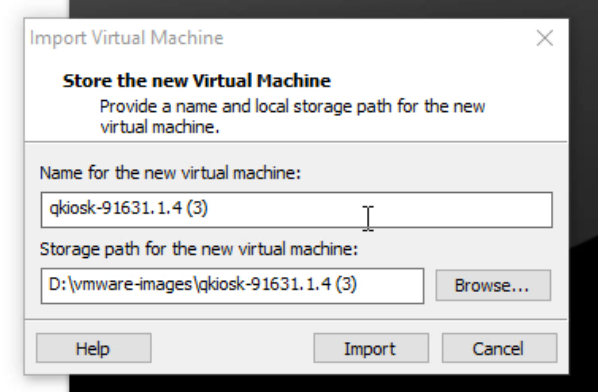 Import Virtual Machine
Store the new Virtual Machine
Provide a name and local storage path for the new
virtual machine.
Name for the new virtual machine:
qkiosk-91631.1.4 (3)
Storage path for the new virtual machine:
D:\vmware-images\qkiosk-91631.1.4 (3)
Browse...
Help
Import
Cancel